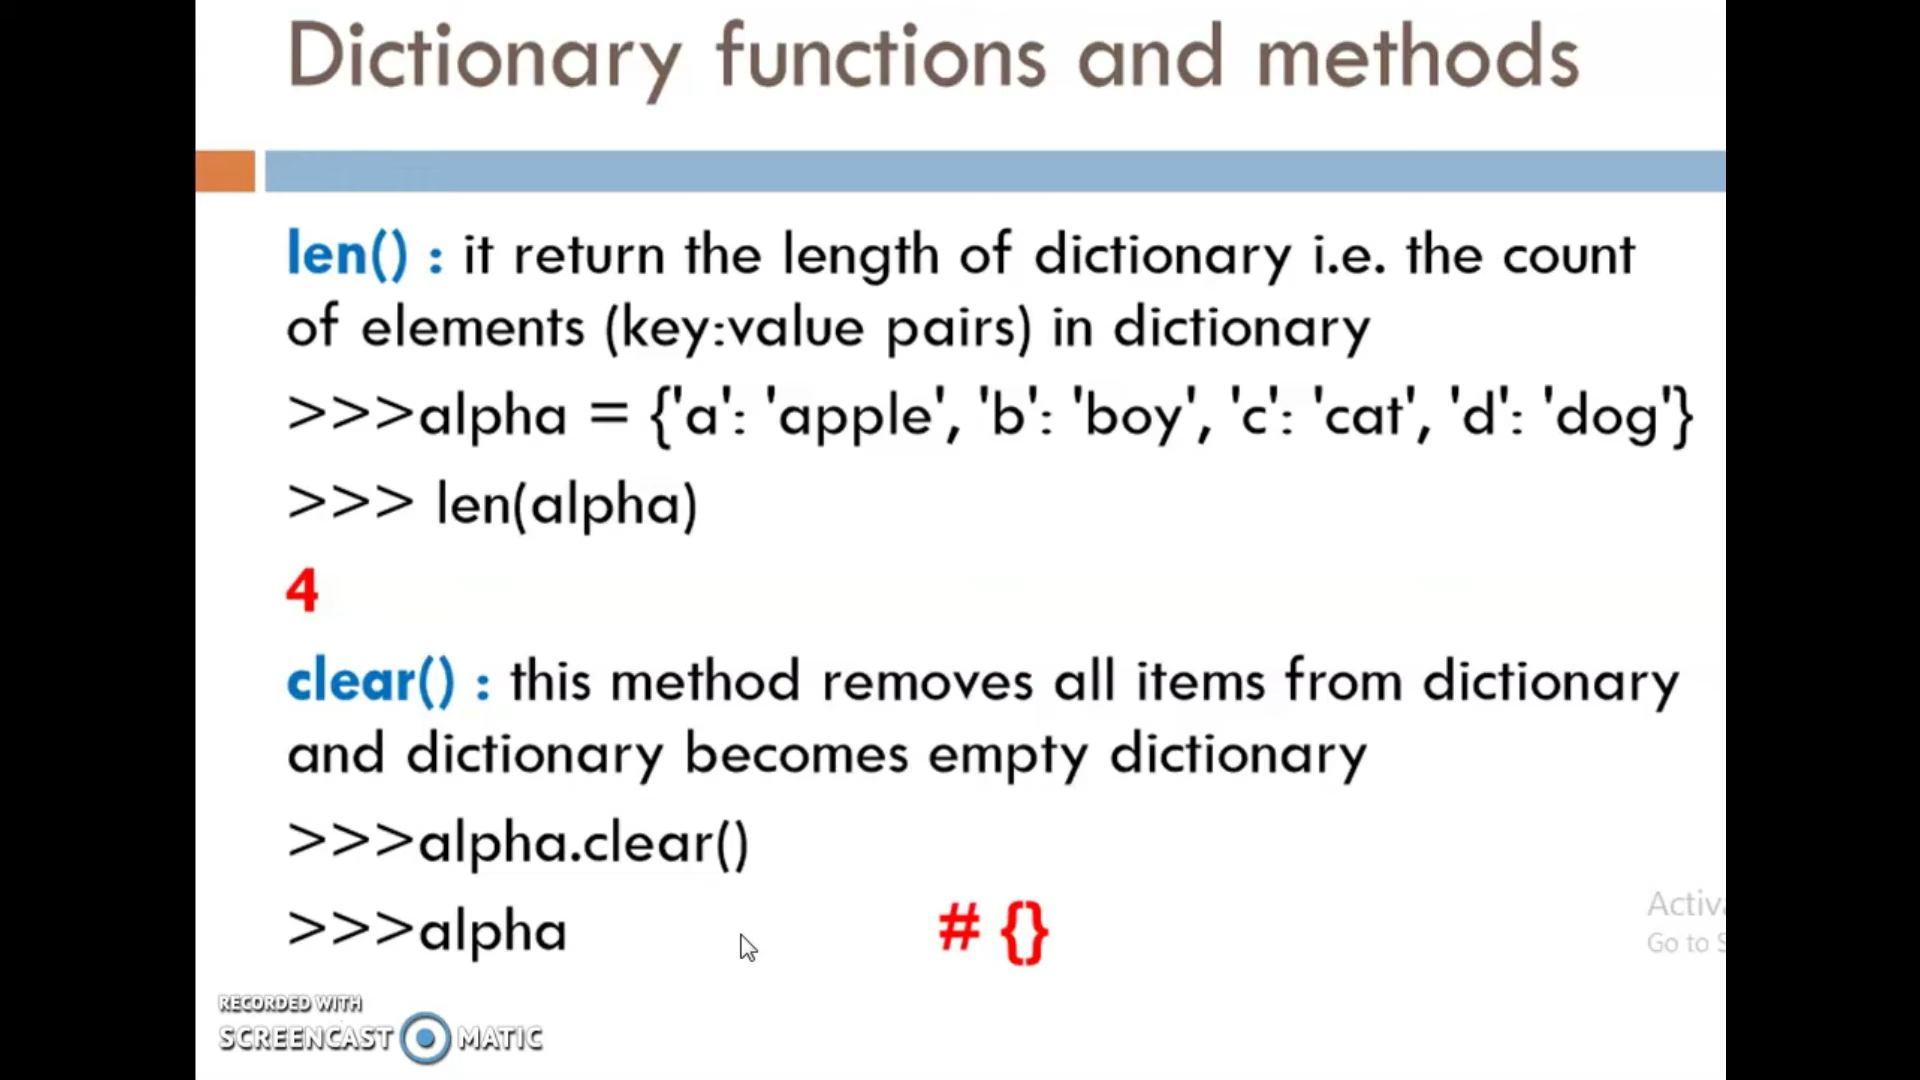 Dictionary functions and methods
len() : it return the length of dictionary i.e. the count
of elements (key:value pairs) in dictionary
>>>alpha = {'a': 'apple', 'b': 'boy', 'c': 'cat', 'd': 'dog'}
>>> len(alpha)
4
clear() : this method removes all items from dictionary
and dictionary becomes empty dictionary
>>>alpha.clear()
>>>alpha # {}
Go to
RECORDED WITH
SCREENCAST MATIC